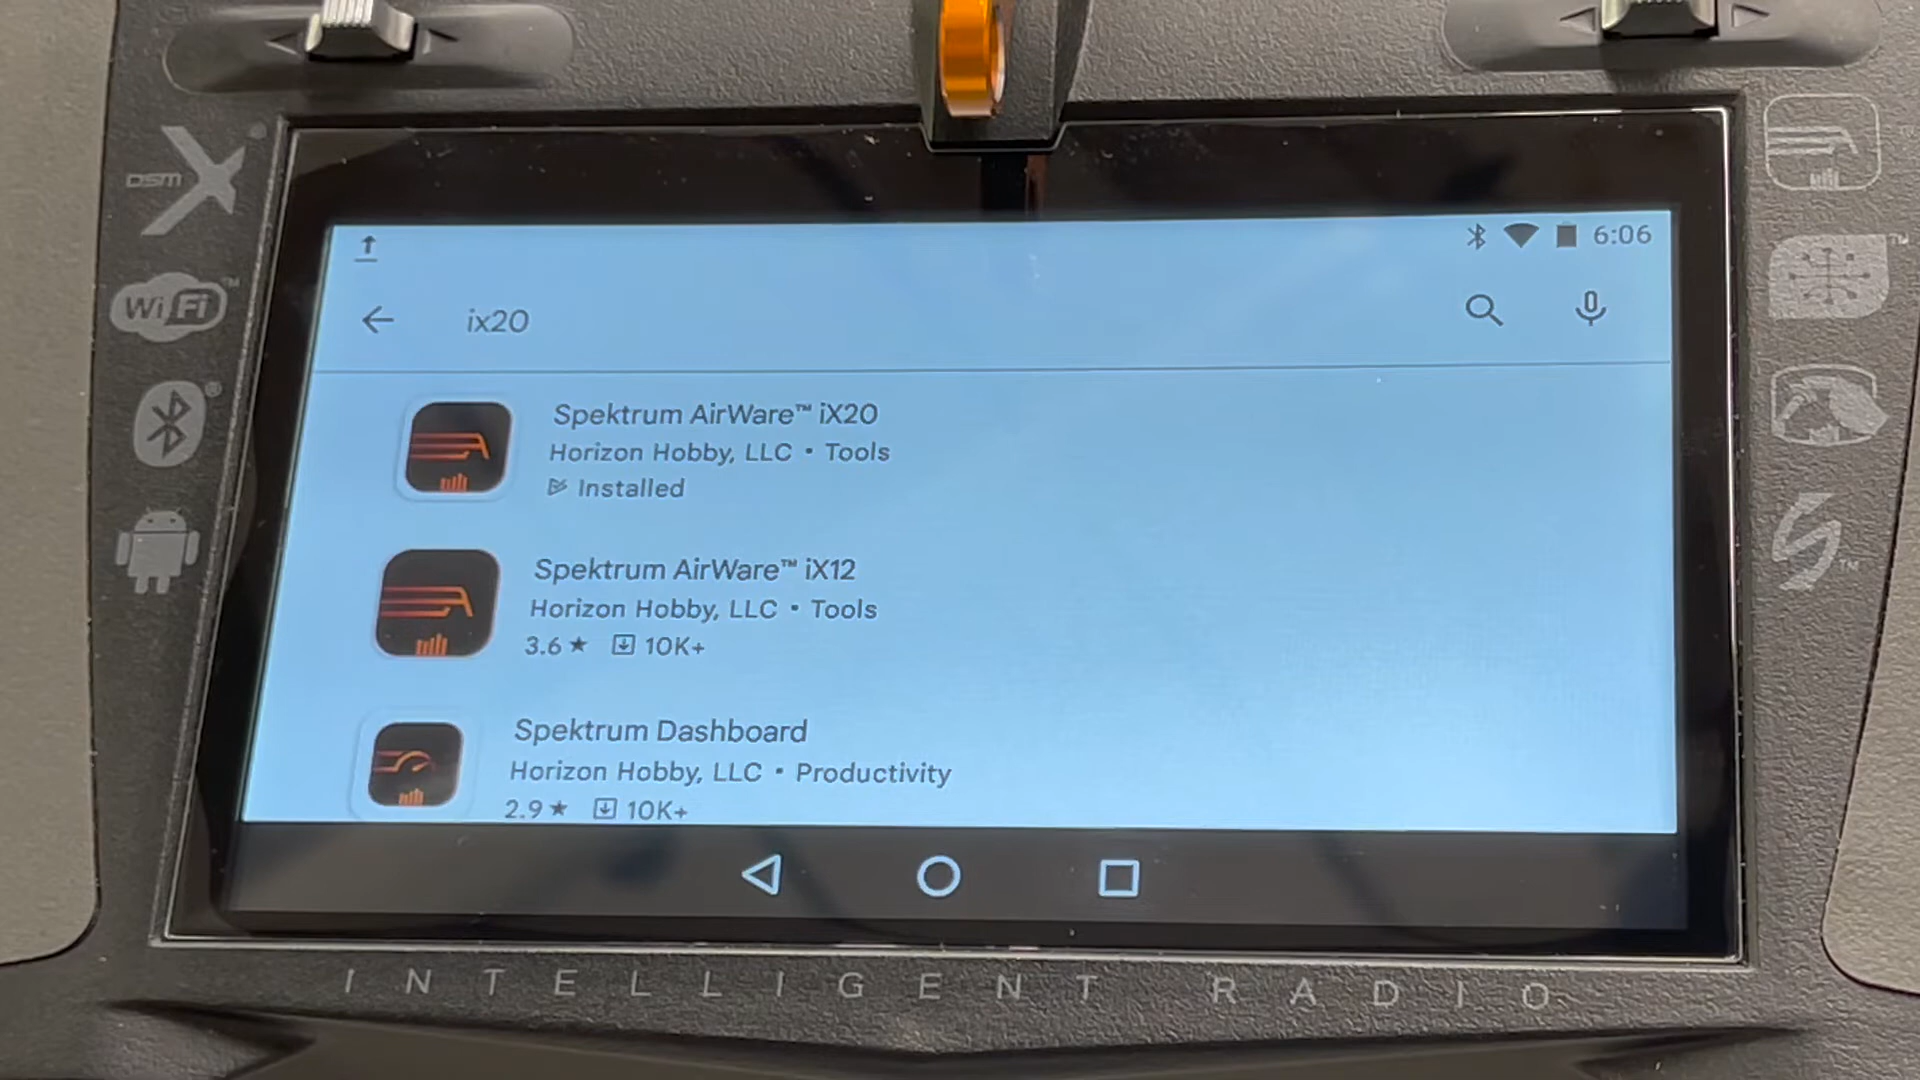 DSM X
WiFi™
6:06
ix20
Spektrum AirWare™ iX20
Horizon Hobby, LLC • Tools
Installed
Spektrum AirWare™ iX12
Horizon Hobby, LLC • Tools
3.6 ★ 10K+
Spektrum Dashboard
Horizon Hobby, LLC • Productivity
2.9 ★ 10K+
INTELLIGENT RADIO